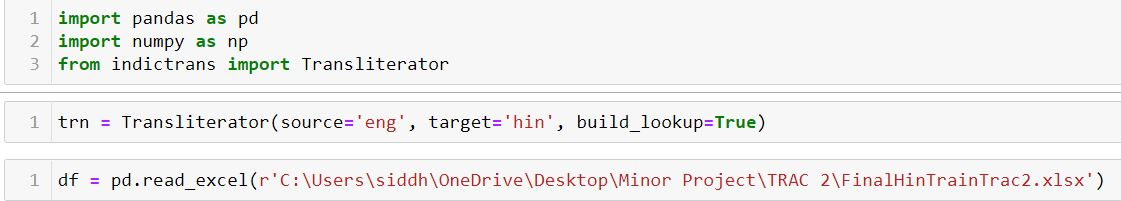 1 import pandas as pd
2 import numpy as np
3 from indictrans import Transliterator
1 trn = Transliterator(source='eng', target='hin', build_lookup=True)
1 df = pd.read_excel(r'C:\Users\siddh\OneDrive\Desktop\Minor Project\TRAC 2\FinalHinTrainTrac2.xlsx')